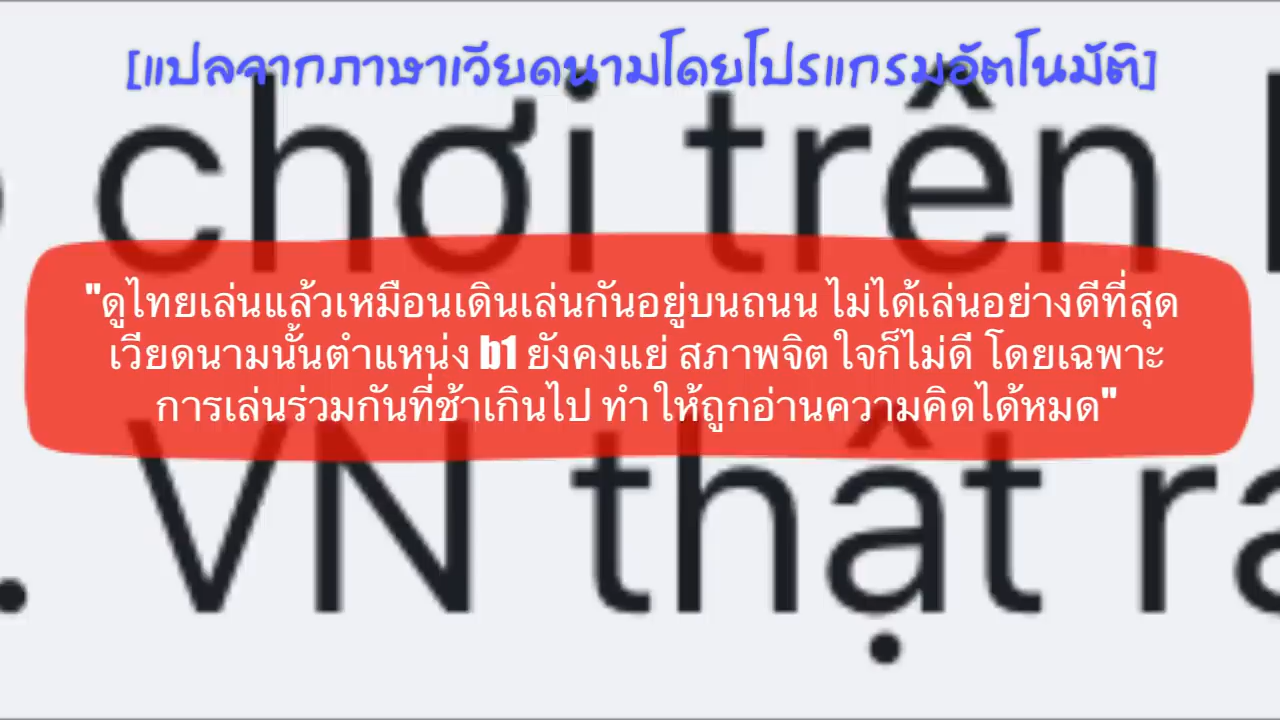 [แปลจากภาษาเวียดนามโดยโปรแกรมอัตโนมัติ]
chơi trên
"ดูไทยเล่นแล้วเหมือนเดินเล่นกันอยู่บนถนน ไม่ได้เล่นอย่างดีที่สุด
เวียดนามนั้นตำแหน่ง b1 ยังคงแย่ สภาพจิตใจก็ไม่ดี โดยเฉพาะ
การเล่นร่วมกันที่ช้าเกินไป ทำให้ถูกอ่านความคิดได้หมด"
. VN thật ra